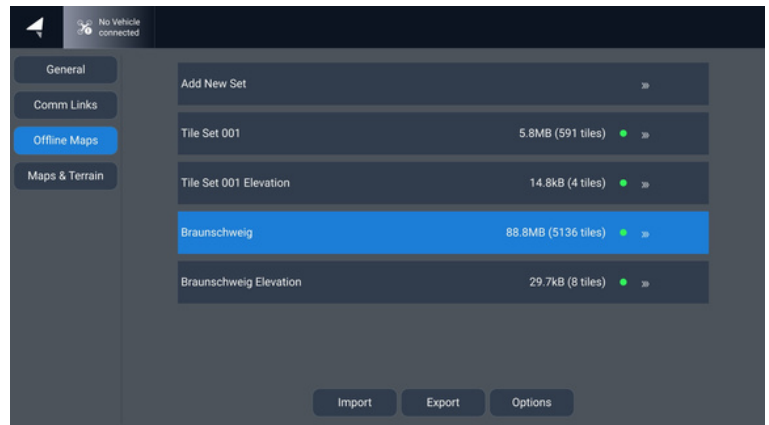 No Vehicle
connected
General
Comm Links
Offline Maps
Maps & Terrain
Add New Set
Tile Set 001 5.8MB (591 tiles)
Tile Set 001 Elevation 14.8kB (4 tiles)
Braunschweig 88.8MB (5136 tiles)
Braunschweig Elevation 29.7kB (8 tiles)
Import Export Options